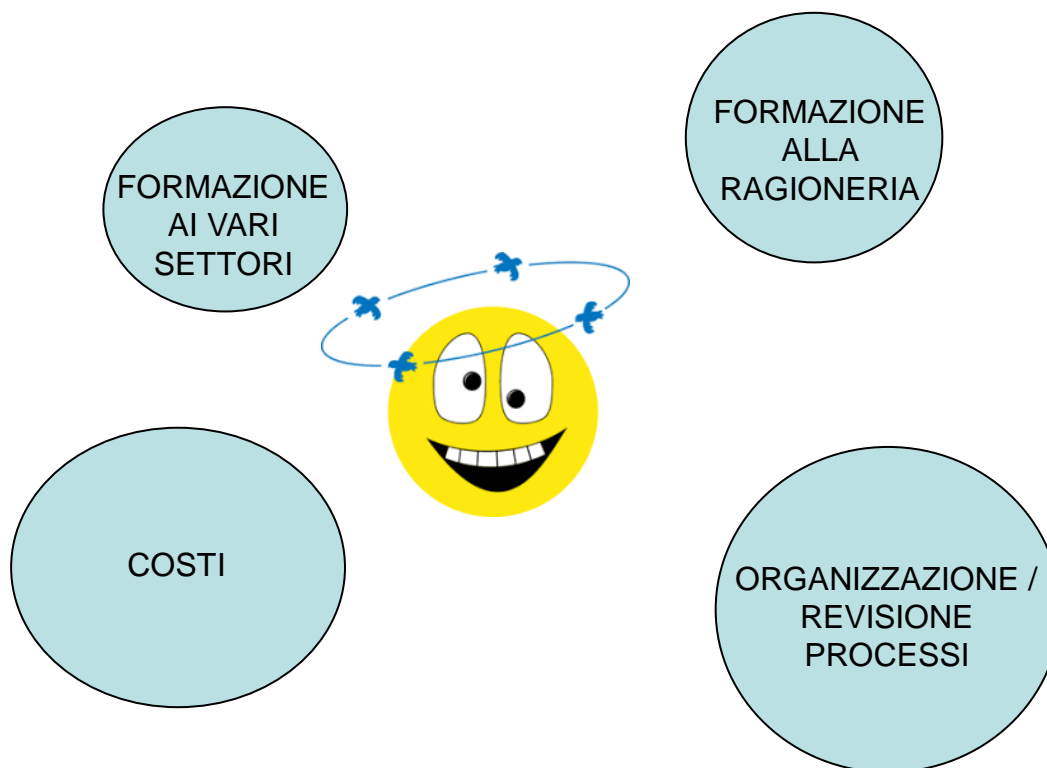 FORMAZIONE
AI VARI
SETTORI
FORMAZIONE
ALLA
RAGIONERIA
COSTI
ORGANIZZAZIONE /
REVISIONE
PROCESSI